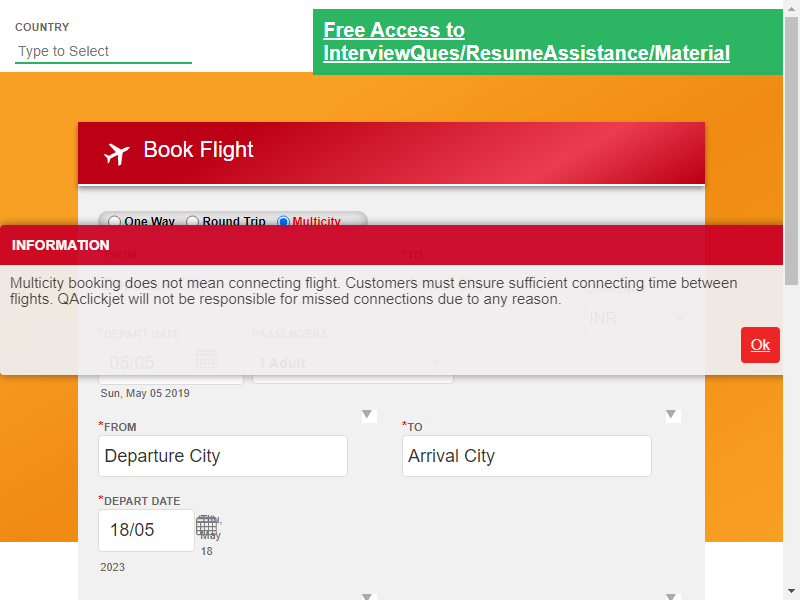 COUNTRY
Type to Select
Free Access to
InterviewQues/ResumeAssistance/Material
Book Flight
One Way Round Trip Multicity
*FROM *TO
INFORMATION
Multicity booking does not mean connecting flight. Customers must ensure sufficient connecting time between
flights. QAclickjet will not be responsible for missed connections due to any reason.
INR
*DEPART DATE PASSENGERS
Ok
05/05 1 Adult
Sun, May 05 2019
*FROM *TO
Departure City Arrival City
*DEPART DATE
18/05
May
18
2023